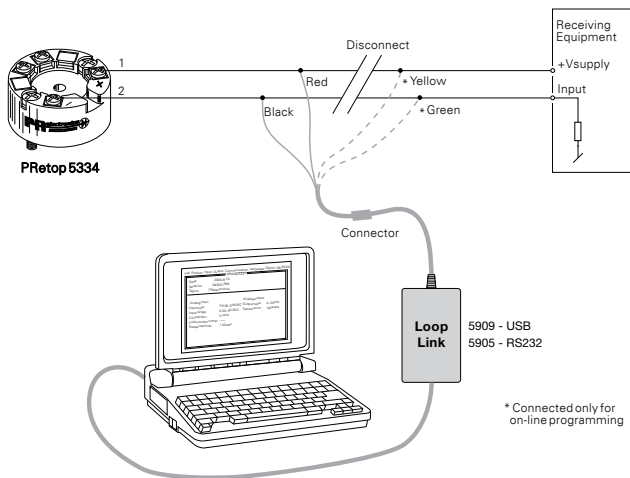 Receiving
Equipment
+Vsupply
Input
Disconnect
1
2
Red
Black
* Yellow
* Green
PRetop 5334
Connector
Loop
Link
5909 - USB
5905 - RS232
* Connected only for
on-line programming